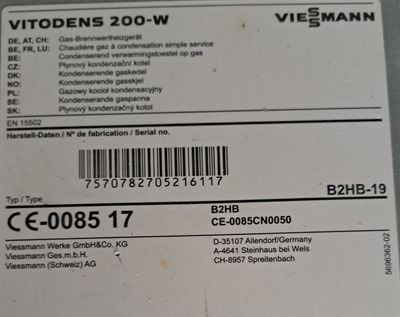 VITODENS 200-W
VIESMANN
DE, AT, CH: Gas-Brennwertheizgerät
BE, FR, LU: Chaudière gaz à condensation simple service
BE: Condenserend verwarmingstoestel op gas
CZ: Plynový kondenzační kotel
DK: Kondenserende gaskedel
NO: Kondenserende gasskjel
PL: Gazowy kocioł kondensacyjny
SE: Kondenserande gaspanna
SK: Plynový kondenzačný kotol
EN 15502
Herstell-Daten / N° de fabrication / Serial no.
7570782705216117
Typ / Type
B2HB-19
CE-0085 17
B2HB
CE-0085CN0050
Viessmann Werke GmbH&Co. KG
Viessmann Ges.m.b.H.
Viessmann (Schweiz) AG
D-35107 Allendorf/Germany
A-4641 Steinhaus bei Wels
CH-8957 Spreitenbach
5696362-02